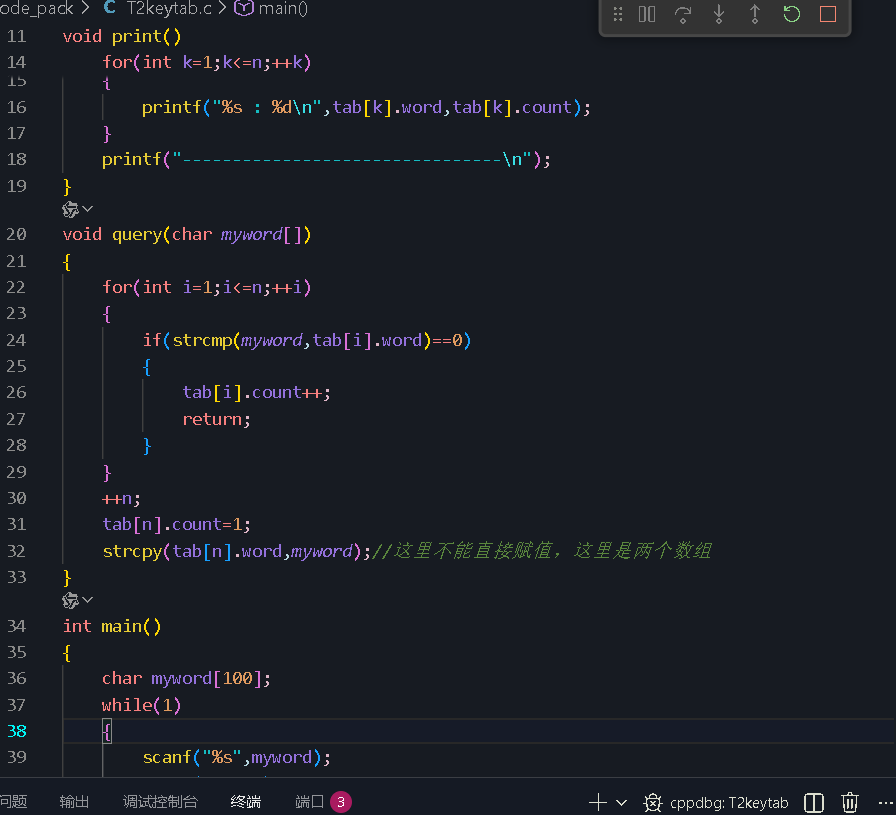 ode_pack > C T2keytab.c > main()
11 void print()
14 for(int k=1;k<=n;++k)
15 {
16 printf("%s : %d\n",tab[k].word,tab[k].count);
17 }
18 printf("--------------------------------\n");
19 }
20 void query(char myword[])
21 {
22 for(int i=1;i<=n;++i)
23 {
24 if(strcmp(myword,tab[i].word)==0)
25 {
26 tab[i].count++;
27 return;
28 }
29 }
30 ++n;
31 tab[n].count=1;
32 strcpy(tab[n].word,myword);//这里不能直接赋值，这里是两个数组
33 }
34 int main()
35 {
36 char myword[100];
37 while(1)
38 {
39 scanf("%s",myword);
问题 输出 调试控制台 终端 端口 3 cppdbg: T2keytab